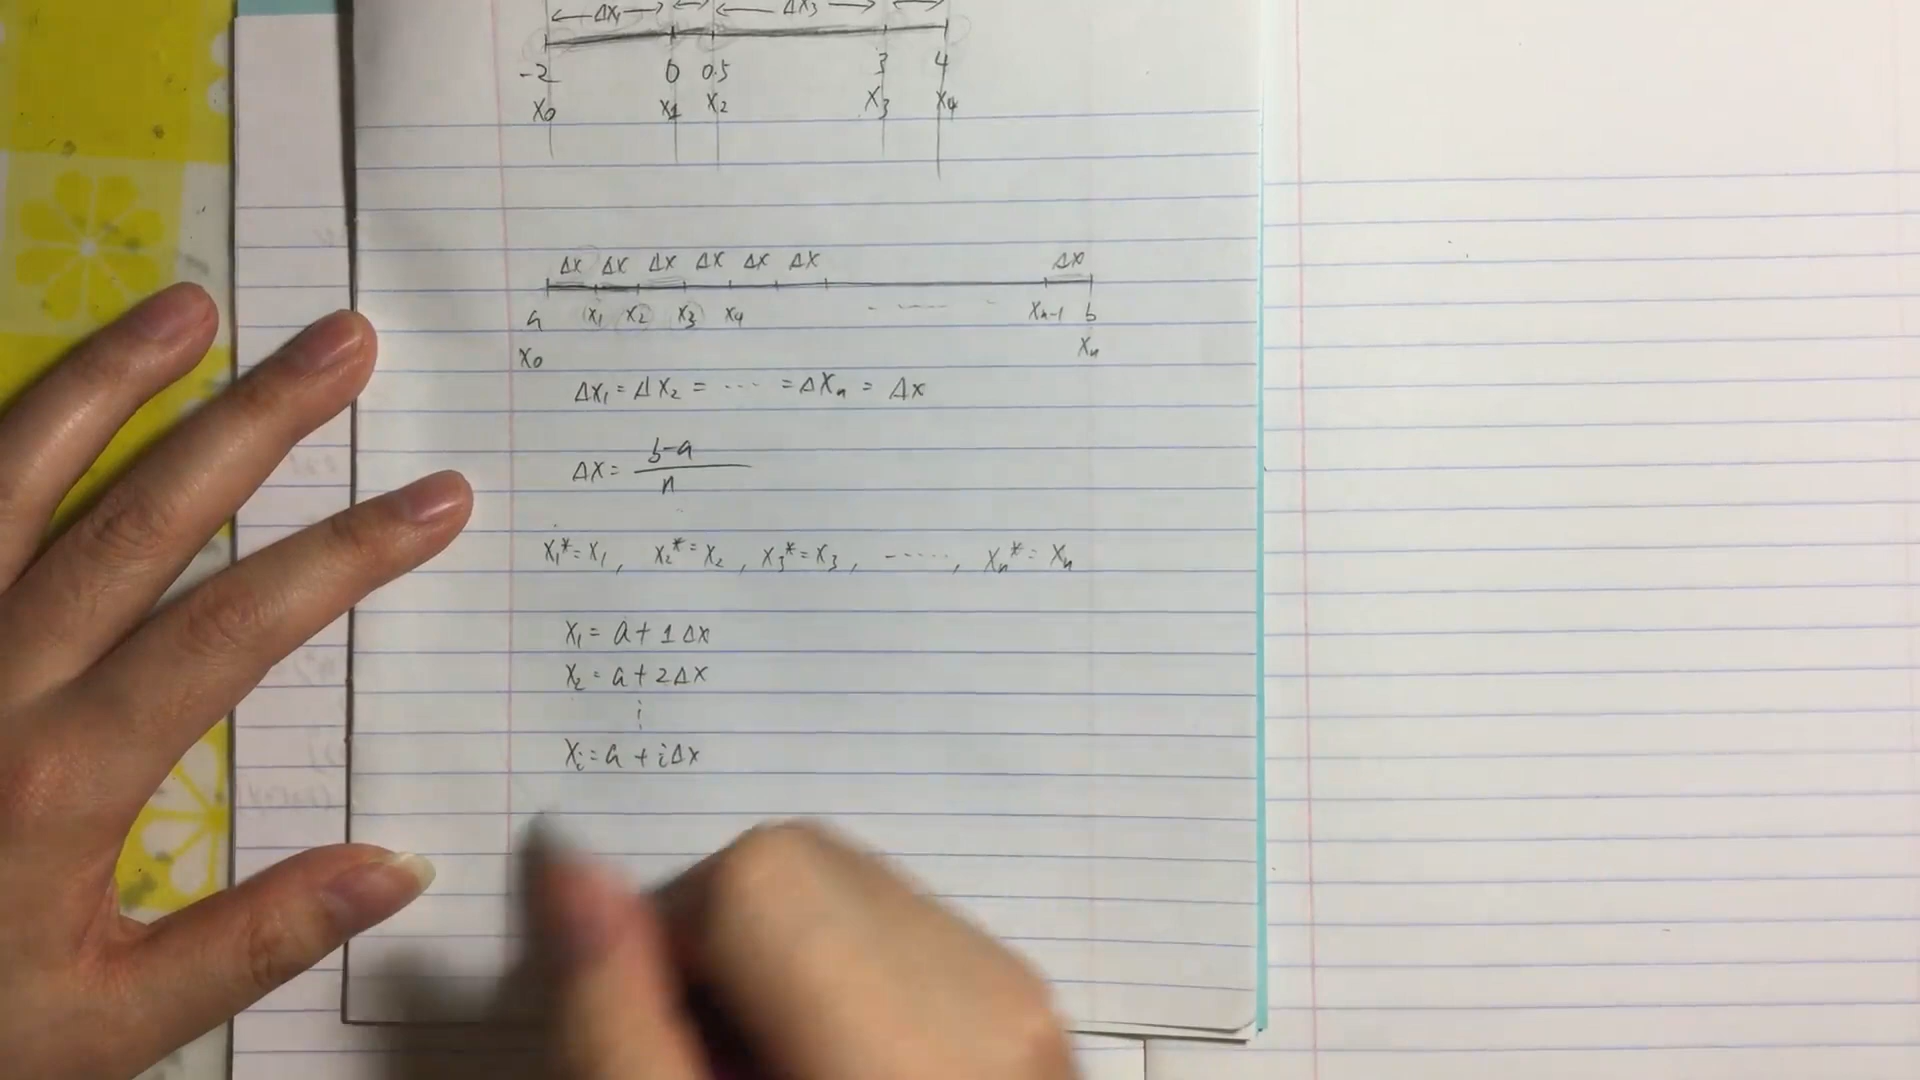 Δx₁ Δx₃
-2 0 0.5 3 4
x₀ x₁ x₂ x₃ x₄
Δx Δx Δx Δx Δx Δx Δx
a x₁ x₂ x₃ x₄ ------ xₙ₋₁ b
x₀ xₙ
Δx₁ = Δx₂ = ---- = Δxₙ = Δx
Δx = b-a / n
x₁* = x₁, x₂* = x₂, x₃* = x₃, -----, xₙ* = xₙ
x₁ = a + 1Δx
x₂ = a + 2Δx
⋮
xᵢ = a + iΔx